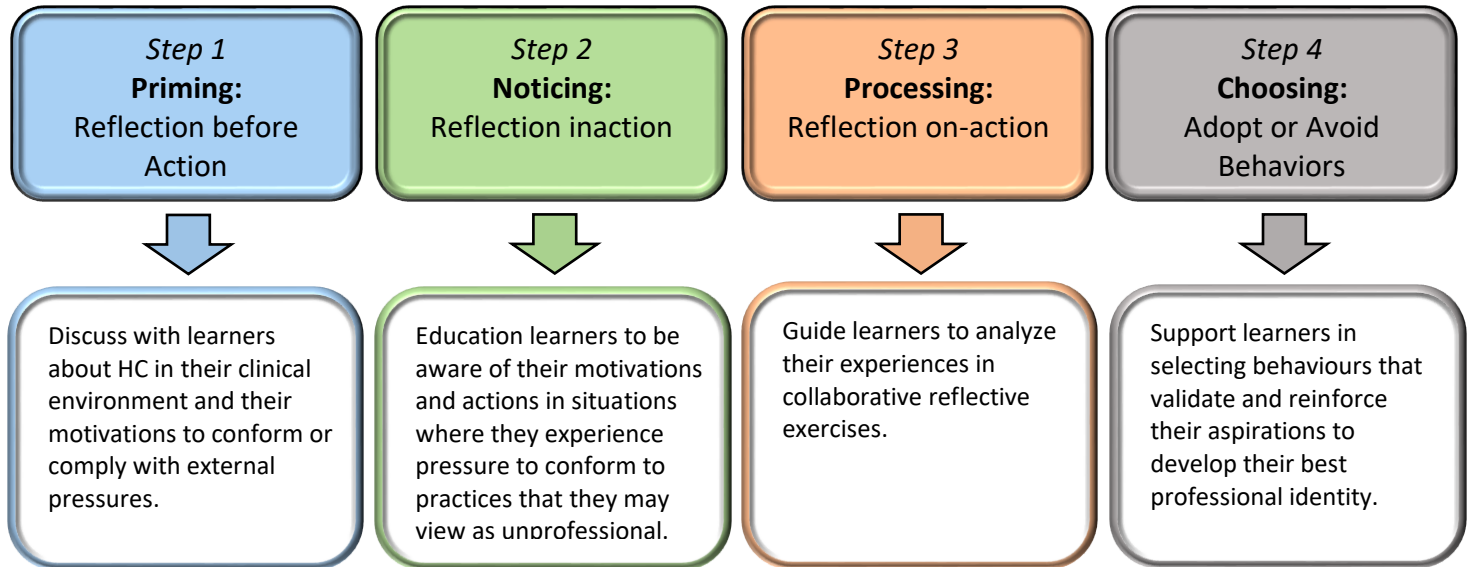 Step 1
Priming:
Reflection before
Action
Step 2
Noticing:
Reflection inaction
Step 3
Processing:
Reflection on-action
Step 4
Choosing:
Adopt or Avoid
Behaviors
Discuss with learners
about HC in their clinical
environment and their
motivations to conform or
comply with external
pressures.
Education learners to be
aware of their motivations
and actions in situations
where they experience
pressure to conform to
practices that they may
view as unprofessional.
Guide learners to analyze
their experiences in
collaborative reflective
exercises.
Support learners in
selecting behaviours that
validate and reinforce
their aspirations to
develop their best
professional identity.